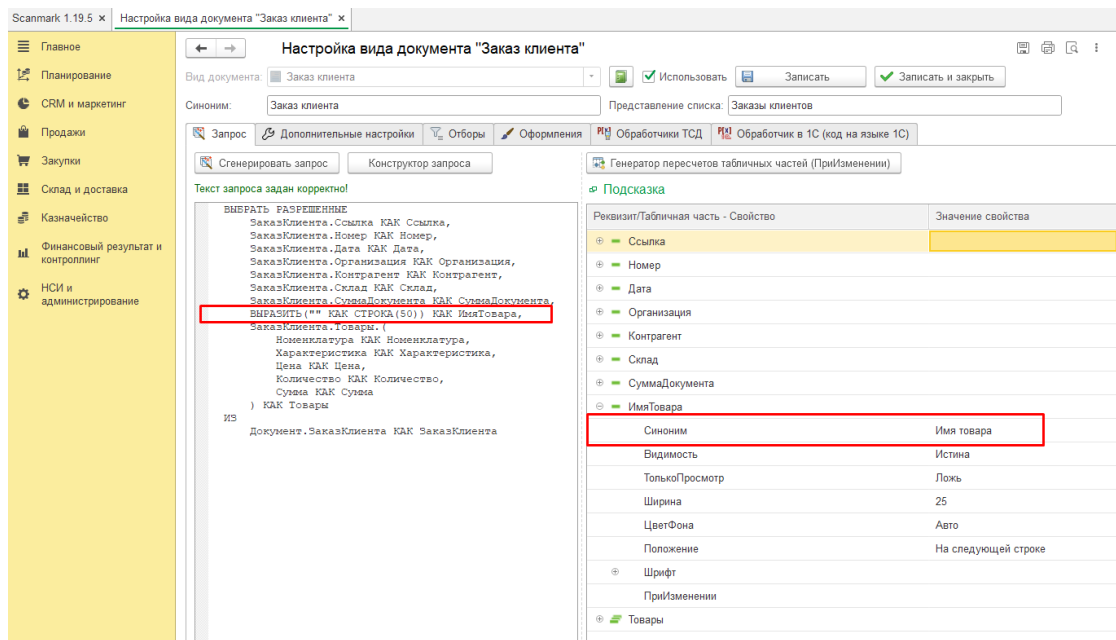 Scanmark 1.19.5 × Настройка вида документа "Заказ клиента" ×
Главное
Планирование
CRM и маркетинг
Продажи
Закупки
Склад и доставка
Казначейство
Финансовый результат и
контроллинг
НСИ и
администрирование
Настройка вида документа "Заказ клиента"
Вид документа: Заказ клиента Использовать Записать Записать и закрыть
Синоним: Заказ клиента Представление списка: Заказы клиентов
Запрос Дополнительные настройки Отборы Оформления Обработчики ТСД Обработчик в 1С (код на языке 1С)
Сгенерировать запрос Конструктор запроса
Текст запроса задан корректно!
ВЫБРАТЬ РАЗРЕШЕННЫЕ
ЗаказКлиента.Ссылка КАК Ссылка,
ЗаказКлиента.Номер КАК Номер,
ЗаказКлиента.Дата КАК Дата,
ЗаказКлиента.Организация КАК Организация,
ЗаказКлиента.Контрагент КАК Контрагент,
ЗаказКлиента.Склад КАК Склад,
ЗаказКлиента.СуммаДокумента КАК СуммаДокумента,
ВЫРАЗИТЬ("" КАК СТРОКА(50)) КАК ИмяТовара,
ЗаказКлиента.Товары.(
Номенклатура КАК Номенклатура,
Характеристика КАК Характеристика,
Цена КАК Цена,
Количество КАК Количество,
Сумма КАК Сумма
) КАК Товары
ИЗ
Документ.ЗаказКлиента КАК ЗаказКлиента
Генератор пересчетов табличных частей (ПриИзменении)
Подсказка
Реквизит/Табличная часть - Свойство Значение свойства
Ссылка
Номер
Дата
Организация
Контрагент
Склад
СуммаДокумента
ИмяТовара
Синоним Имя товара
Видимость Истина
ТолькоПросмотр Ложь
Ширина 25
ЦветФона Авто
Положение На следующей строке
Шрифт
ПриИзменении
Товары